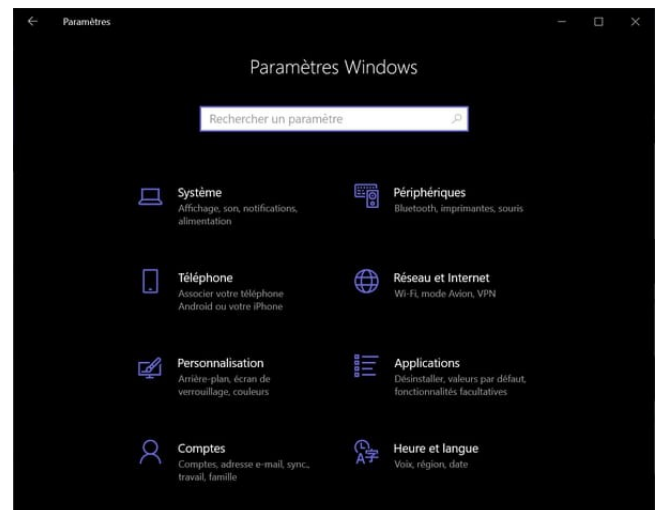 Paramètres
Paramètres Windows
Rechercher un paramètre
Système
Affichage, son, notifications,
alimentation
Périphériques
Bluetooth, imprimantes, souris
Téléphone
Associer votre téléphone
Android ou votre iPhone
Réseau et Internet
Wi-Fi, mode Avion, VPN
Personnalisation
Arrière-plan, écran de
verrouillage, couleurs
Applications
Désinstaller, valeurs par défaut,
fonctionnalités facultatives
Comptes
Comptes, adresse e-mail, sync.,
travail, famille
Heure et langue
Voix, région, date